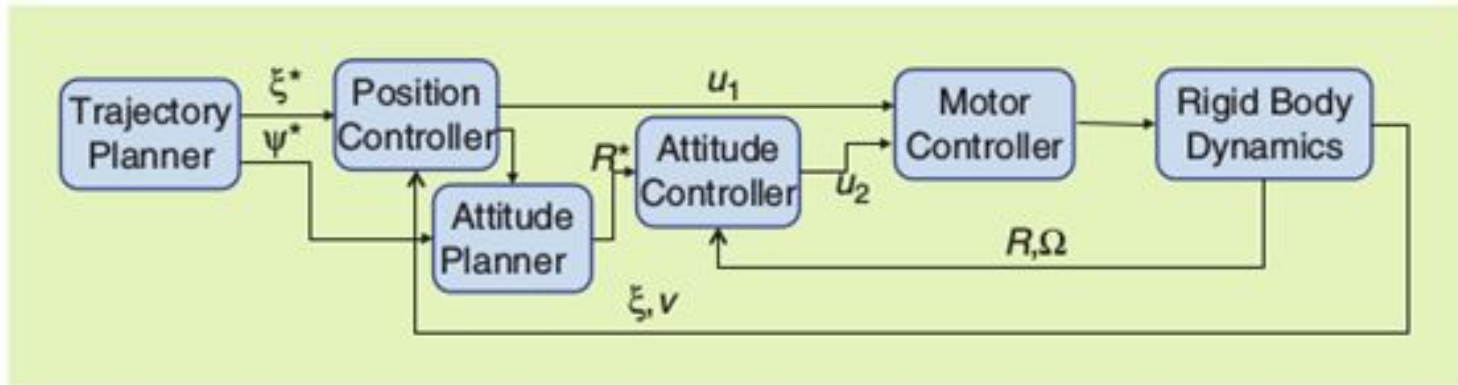 Trajectory
Planner
ξ*
ψ*
Position
Controller
u1
Attitude
Planner
R*
Attitude
Controller
u2
Motor
Controller
Rigid Body
Dynamics
R,Ω
ξ, v